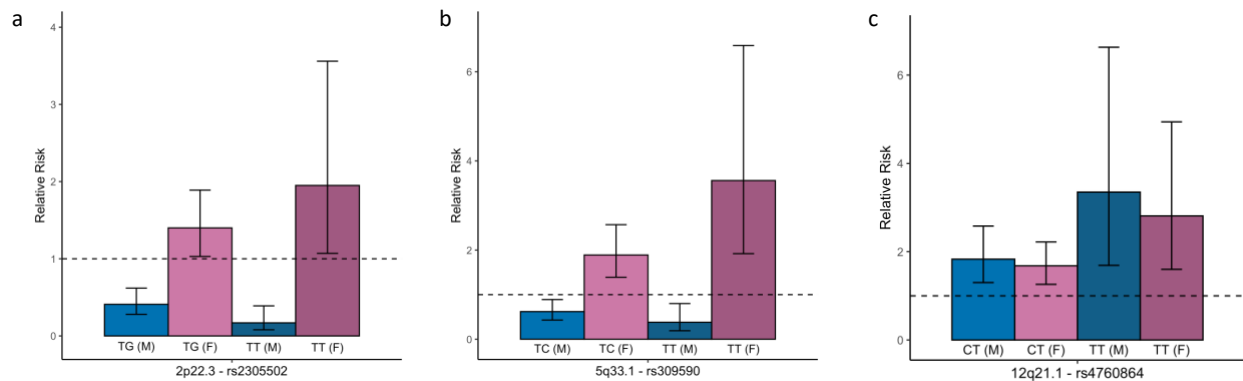 a
Relative Risk
4
3
2
1
0
TG (M) TG (F) TT (M) TT (F)
2p22.3 - rs2305502
b
Relative Risk
6
4
2
0
TC (M) TC (F) TT (M) TT (F)
5q33.1 - rs309590
c
Relative Risk
6
4
2
0
CT (M) CT (F) TT (M) TT (F)
12q21.1 - rs4760864